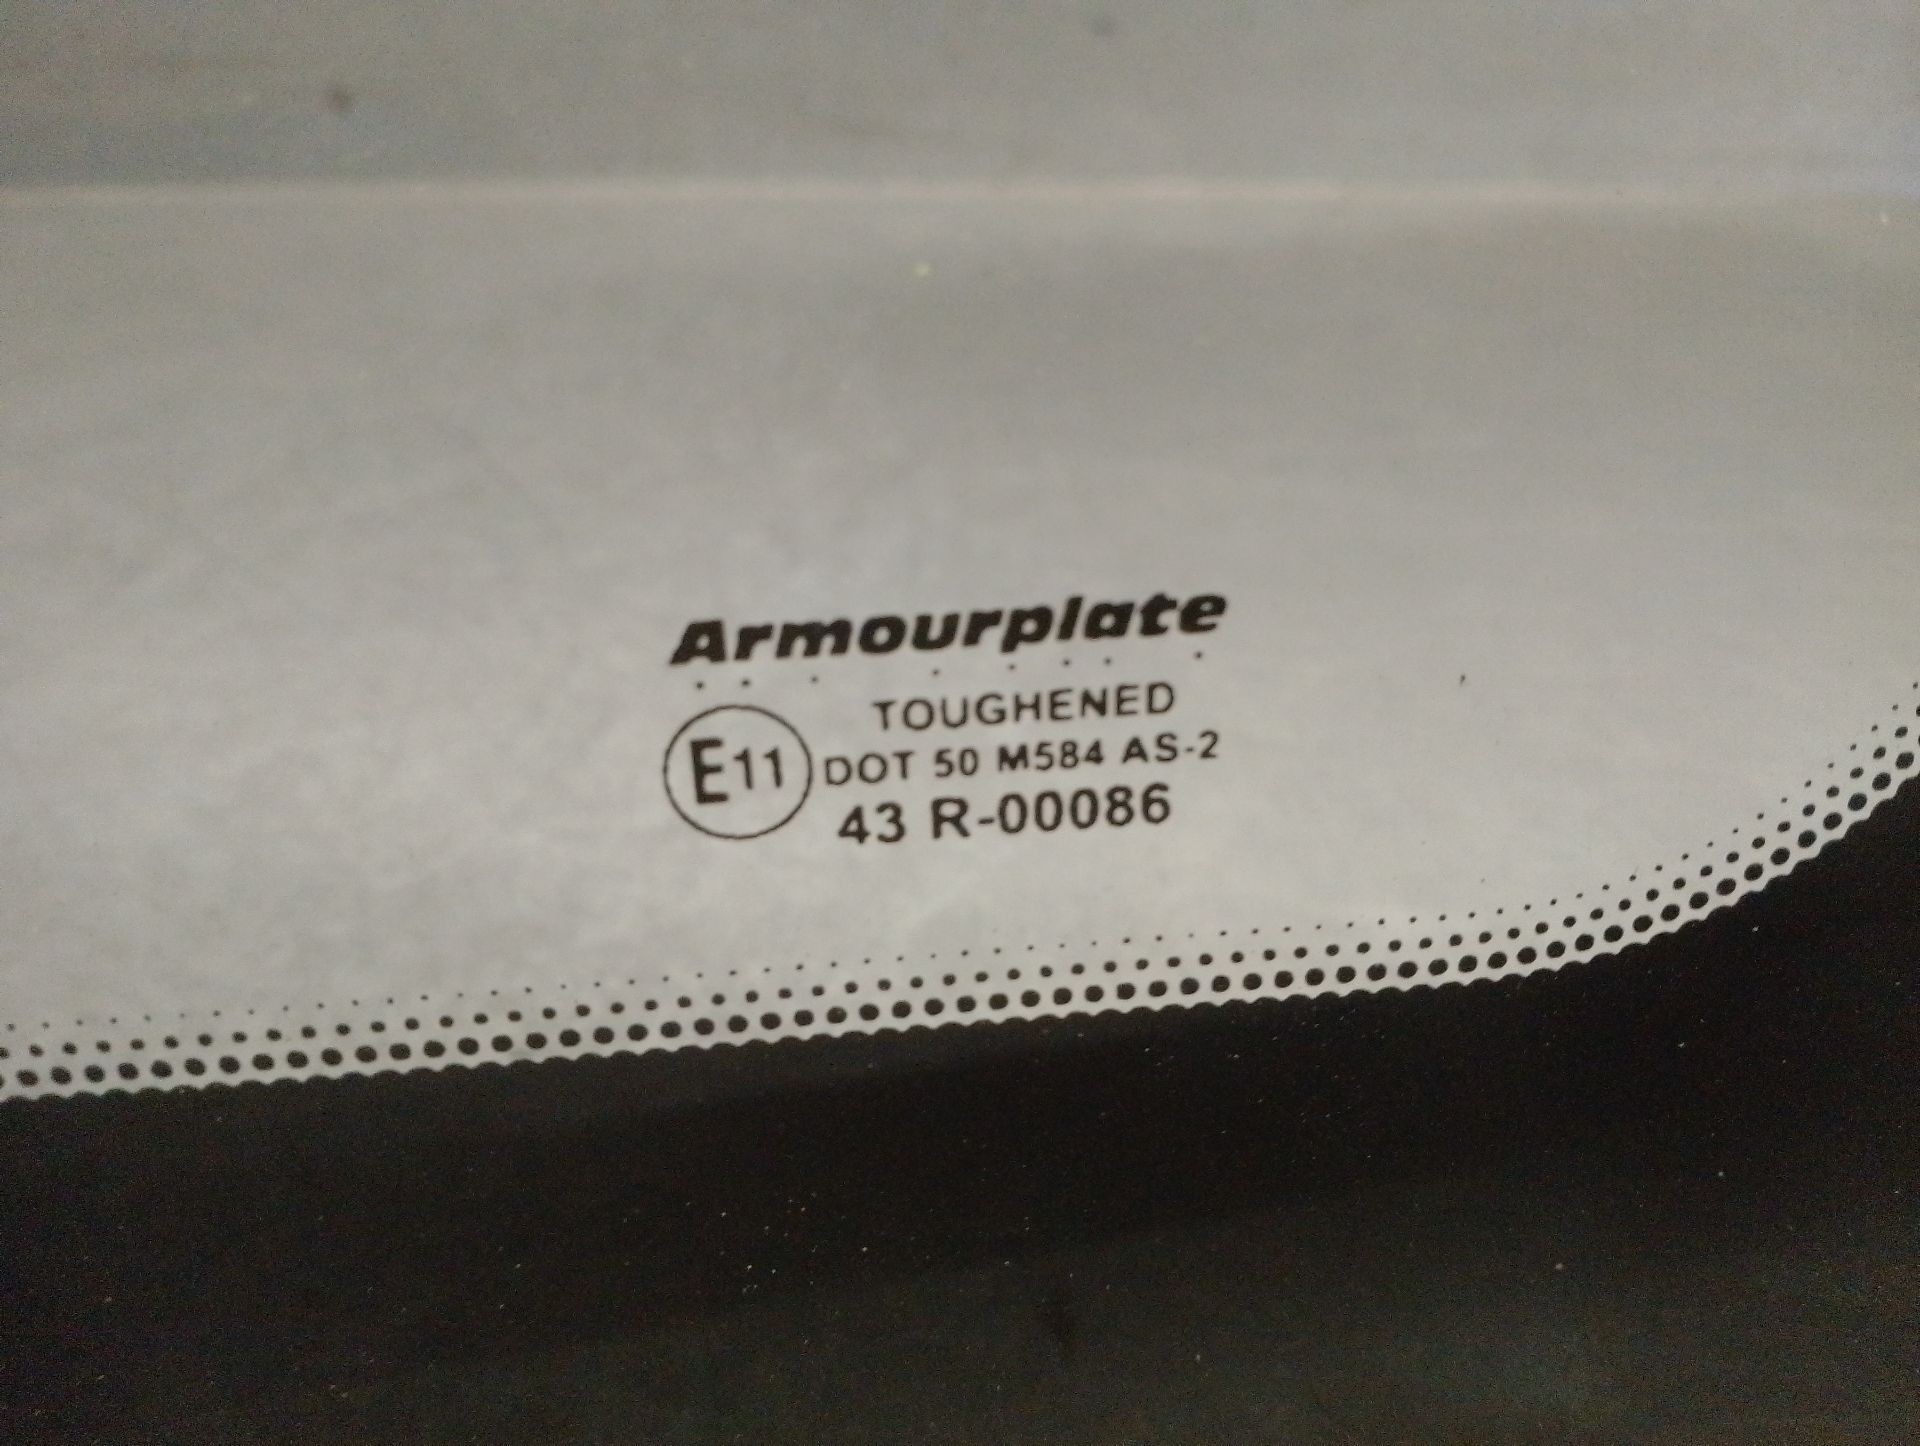 Armourplate
TOUGHENED
E11 DOT 50 M584 AS-2
43 R-00086